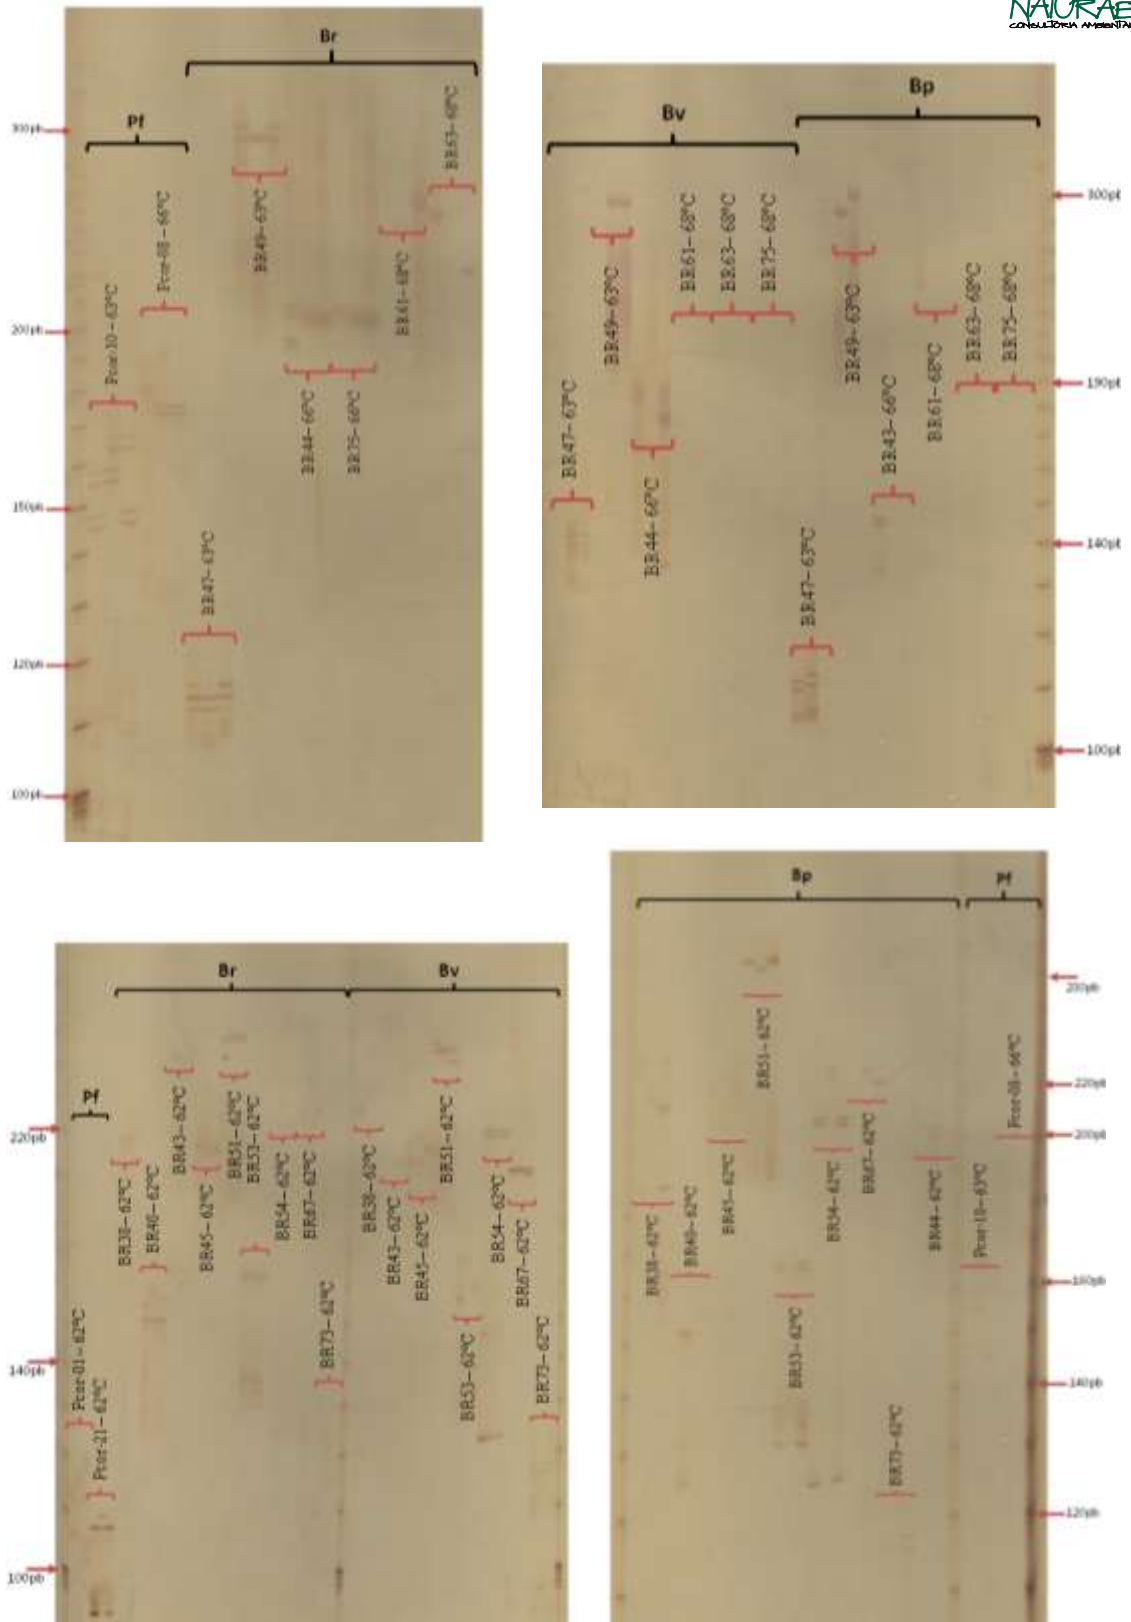 NATURAE
CONSULTORIA AMBIENTAL
Br
Pf
300pb
200pb
150pb
120pb
100pb
Pcor-10–63ºC
Pcor-08–66ºC
BR47–63ºC
BR49–63ºC
BR44–66ºC
BR75–66ºC
BR61–68ºC
BR63–68ºC
Bv
Bp
BR47–63ºC
BR49–63ºC
BR44–66ºC
BR61–68ºC
BR63–68ºC
BR75–68ºC
BR47–63ºC
BR49–63ºC
BR43–66ºC
BR61–68ºC
BR63–68ºC
BR75–68ºC
300pb
190pb
140pb
100pb
Br
Bv
Pf
220pb
140pb
100pb
Pcor-01–62ºC
Pcor-21–62ºC
BR38–62ºC
BR40–62ºC
BR43–62ºC
BR45–62ºC
BR51–62ºC
BR53–62ºC
BR54–62ºC
BR67–62ºC
BR73–62ºC
BR38–62ºC
BR43–62ºC
BR45–62ºC
BR51–62ºC
BR53–62ºC
BR54–62ºC
BR67–62ºC
BR73–62ºC
Bp
Pf
BR38–62ºC
BR40–62ºC
BR45–62ºC
BR51–62ºC
BR53–62ºC
BR54–62ºC
BR67–62ºC
BR73–62ºC
BR44–62ºC
Pcor-10–63ºC
Pcor-08–66ºC
220pb
200pb
160pb
140pb
120pb